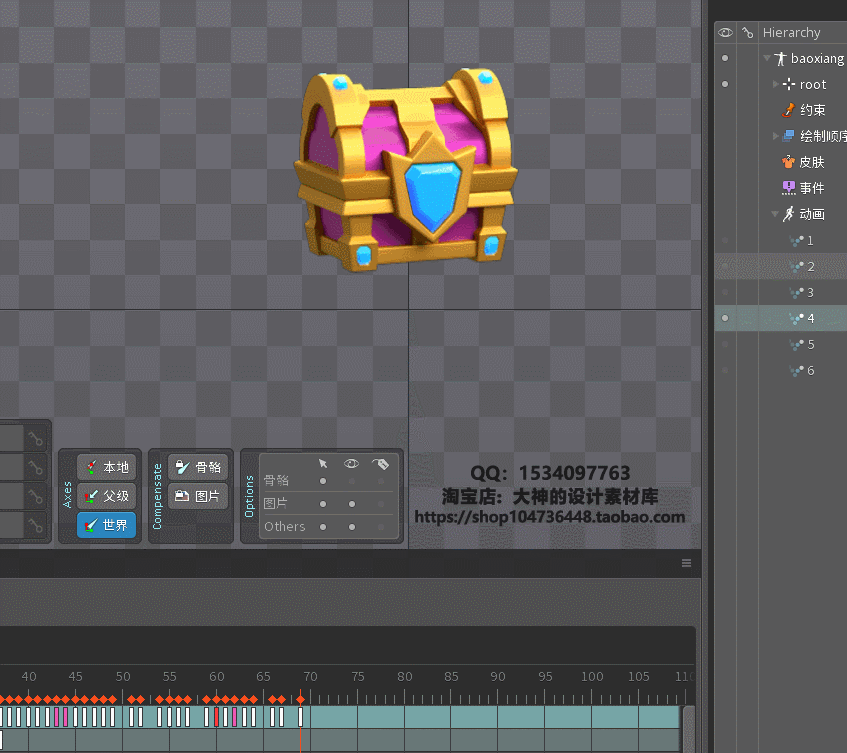 Hierarchy
baoxiang
root
约束
绘制顺序
皮肤
事件
动画
1
2
3
4
5
6
Axes
本地
父级
世界
Compensate
骨骼
图片
Options
骨骼
图片
Others
QQ：1534097763
淘宝店：大神的设计素材库
https://shop104736448.taobao.com
40 45 50 55 60 65 70 75 80 85 90 95 100 105 110